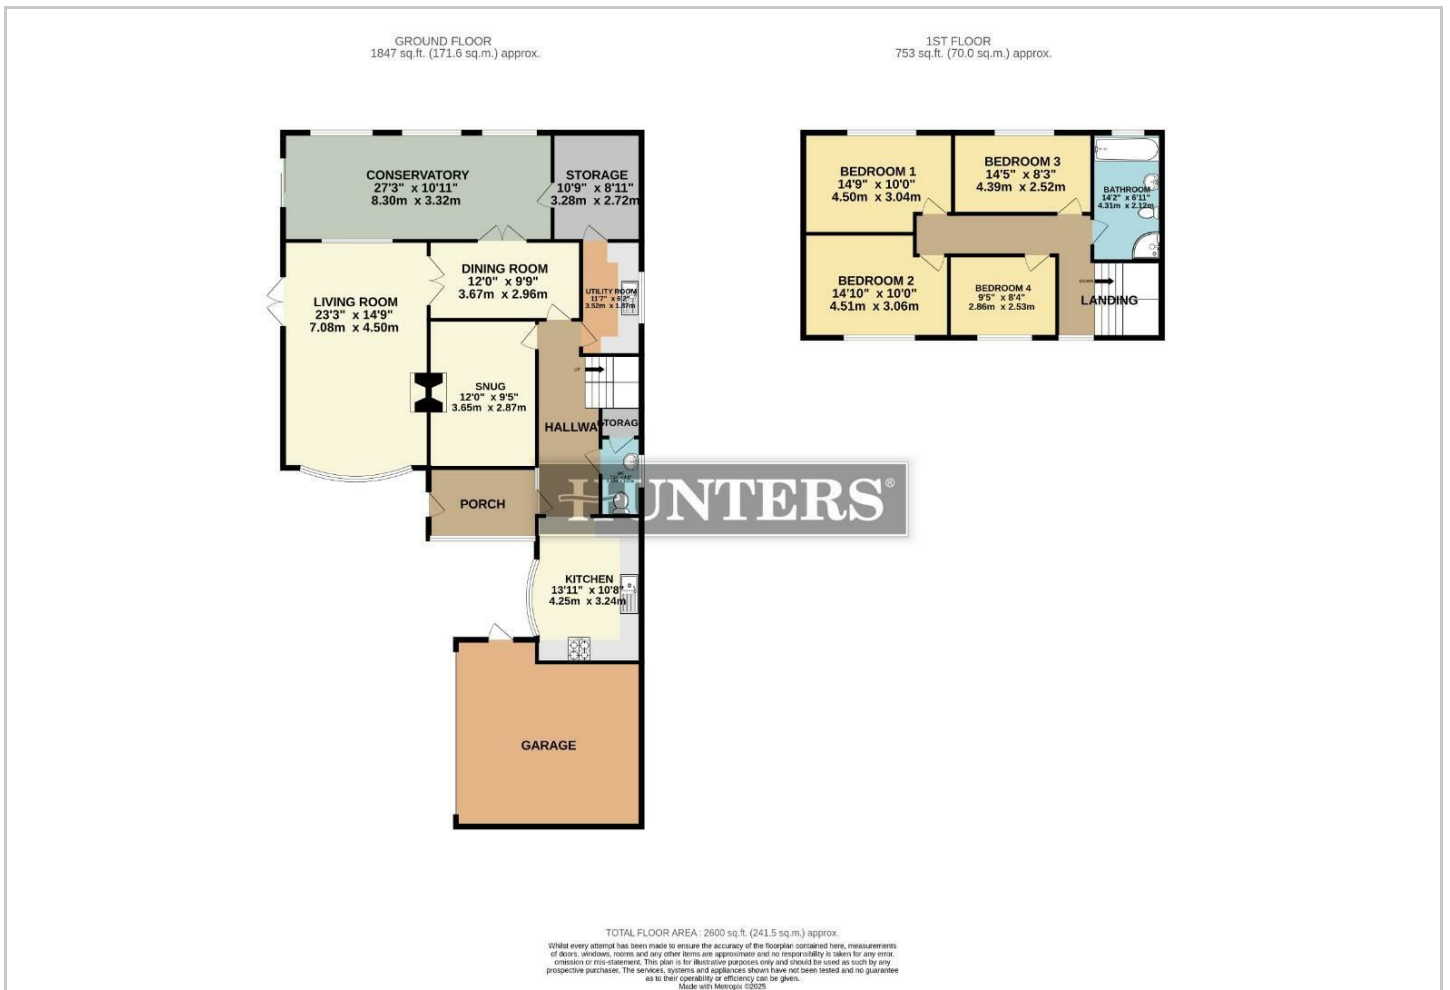 GROUND FLOOR
1847 sq.ft. (171.6 sq.m.) approx.
1ST FLOOR
753 sq.ft. (70.0 sq.m.) approx.
CONSERVATORY
27'3" x 10'11"
8.30m x 3.32m
STORAGE
10'9" x 8'11"
3.28m x 2.72m
DINING ROOM
12'0" x 9'9"
3.67m x 2.96m
UTILITY ROOM
11'7" x 6'2"
3.52m x 1.87m
LIVING ROOM
23'3" x 14'9"
7.08m x 4.50m
SNUG
12'0" x 9'5"
3.65m x 2.87m
UP
HALLWA
STORAG
PORCH
HUNTERS®
KITCHEN
13'11" x 10'8"
4.25m x 3.24m
GARAGE
BEDROOM 1
14'9" x 10'0"
4.50m x 3.04m
BEDROOM 3
14'5" x 8'3"
4.39m x 2.52m
BATHROOM
14'2" x 6'11"
4.31m x 2.12m
BEDROOM 2
14'10" x 10'0"
4.51m x 3.06m
BEDROOM 4
9'5" x 8'4"
2.86m x 2.53m
DOWN
LANDING
TOTAL FLOOR AREA : 2600 sq.ft. (241.5 sq.m.) approx.
Whilst every attempt has been made to ensure the accuracy of the floorplan contained here, measurements
of doors, windows, rooms and any other items are approximate and no responsibility is taken for any error,
omission or mis-statement. This plan is for illustrative purposes only and should be used as such by any
prospective purchaser. The services, systems and appliances shown have not been tested and no guarantee
as to their operability or efficiency can be given.
Made with Metropix ©2025